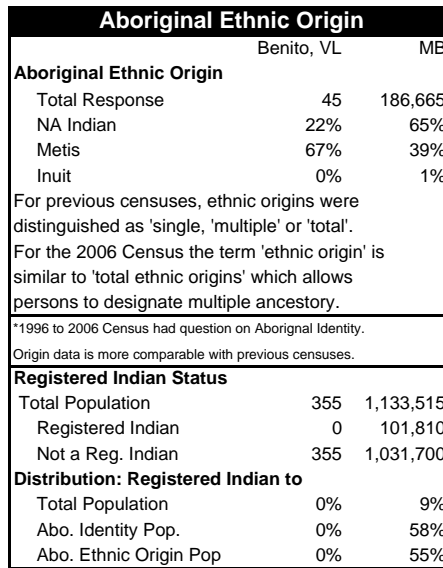 Aboriginal Ethnic Origin
Benito, VL MB
Aboriginal Ethnic Origin
Total Response 45 186,665
NA Indian 22% 65%
Metis 67% 39%
Inuit 0% 1%
For previous censuses, ethnic origins were
distinguished as 'single, 'multiple' or 'total'.
For the 2006 Census the term 'ethnic origin' is
similar to 'total ethnic origins' which allows
persons to designate multiple ancestory.
*1996 to 2006 Census had question on Aborignal Identity.
Origin data is more comparable with previous censuses.
Registered Indian Status
Total Population 355 1,133,515
Registered Indian 0 101,810
Not a Reg. Indian 355 1,031,700
Distribution: Registered Indian to
Total Population 0% 9%
Abo. Identity Pop. 0% 58%
Abo. Ethnic Origin Pop 0% 55%